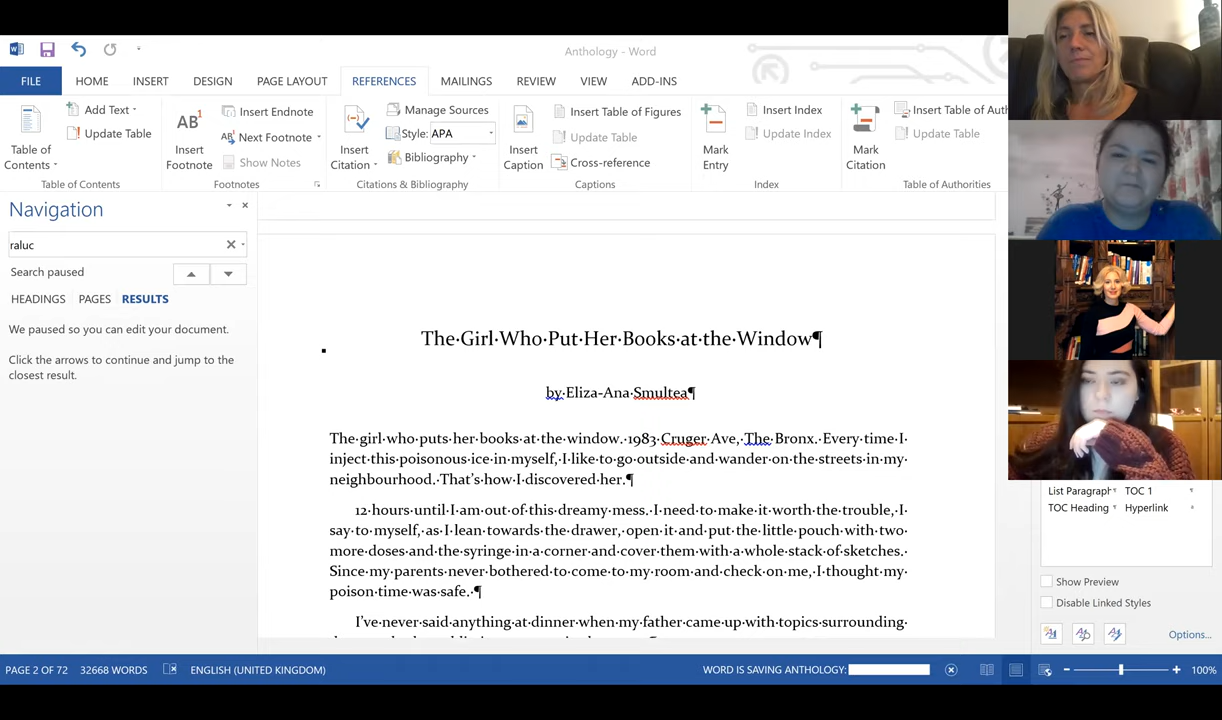 Anthology - Word
FILE HOME INSERT DESIGN PAGE LAYOUT REFERENCES MAILINGS REVIEW VIEW ADD-INS
Table of Contents
Add Text
Update Table
Table of Contents
AB¹
Insert Footnote
Insert Endnote
Next Footnote
Show Notes
Footnotes
Insert Citation
Manage Sources
Style: APA
Bibliography
Citations & Bibliography
Insert Caption
Insert Table of Figures
Update Table
Cross-reference
Captions
Mark Entry
Insert Index
Update Index
Index
Mark Citation
Insert Table of Auth
Update Table
Table of Authorities
Navigation
raluc
Search paused
HEADINGS PAGES RESULTS
We paused so you can edit your document.
Click the arrows to continue and jump to the
closest result.
The·Girl·Who·Put·Her·Books·at·the·Window¶
by·Eliza-Ana·Smultea¶
The·girl·who·puts·her·books·at·the·window.·1983·Cruger·Ave,·The·Bronx.·Every·time·I·
inject·this·poisonous·ice·in·myself,·I·like·to·go·outside·and·wander·on·the·streets·in·my·
neighbourhood.·That's·how·I·discovered·her.¶
12·hours·until·I·am·out·of·this·dreamy·mess.·I·need·to·make·it·worth·the·trouble,·I·
say·to·myself,·as·I·lean·towards·the·drawer,·open·it·and·put·the·little·pouch·with·two·
more·doses·and·the·syringe·in·a·corner·and·cover·them·with·a·whole·stack·of·sketches.·
Since·my·parents·never·bothered·to·come·to·my·room·and·check·on·me,·I·thought·my·
poison·time·was·safe.·¶
I've·never·said·anything·at·dinner·when·my·father·came·up·with·topics·surrounding·
List Paragraph TOC 1
TOC Heading Hyperlink
Show Preview
Disable Linked Styles
Options...
PAGE 2 OF 72 32668 WORDS ENGLISH (UNITED KINGDOM) WORD IS SAVING ANTHOLOGY: 100%